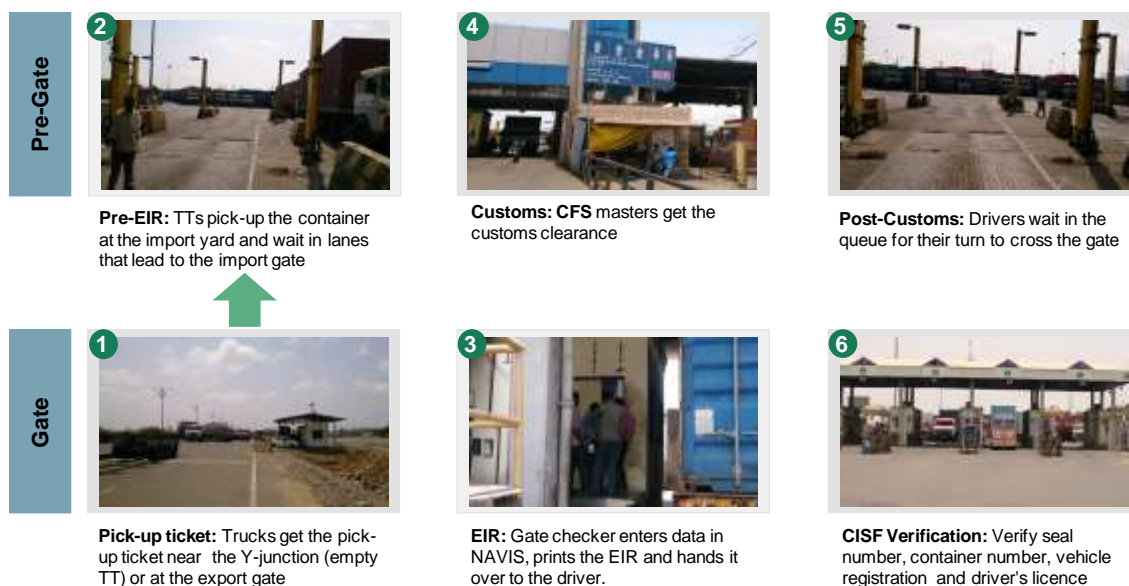 Pre-Gate
2
4
5
Pre-EIR: TTs pick-up the container
at the import yard and wait in lanes
that lead to the import gate
Customs: CFS masters get the
customs clearance
Post-Customs: Drivers wait in the
queue for their turn to cross the gate
Gate
1
3
6
Pick-up ticket: Trucks get the pick-
up ticket near the Y-junction (empty
TT) or at the export gate
EIR: Gate checker enters data in
NAVIS, prints the EIR and hands it
over to the driver.
CISF Verification: Verify seal
number, container number, vehicle
registration and driver's licence